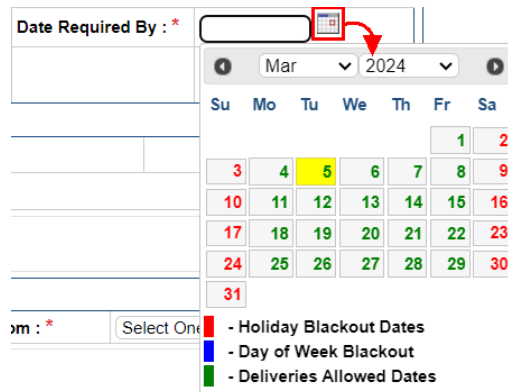 Date Required By : *
Mar 2024
Su Mo Tu We Th Fr Sa
1 2
3 4 5 6 7 8 9
10 11 12 13 14 15 16
17 18 19 20 21 22 23
24 25 26 27 28 29 30
31
om : * Select One
- Holiday Blackout Dates
- Day of Week Blackout
- Deliveries Allowed Dates